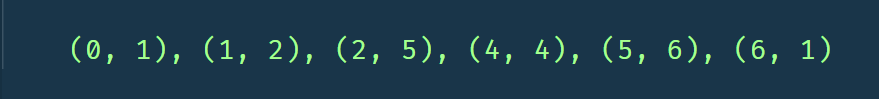 (0, 1), (1, 2), (2, 5), (4, 4), (5, 6), (6, 1)